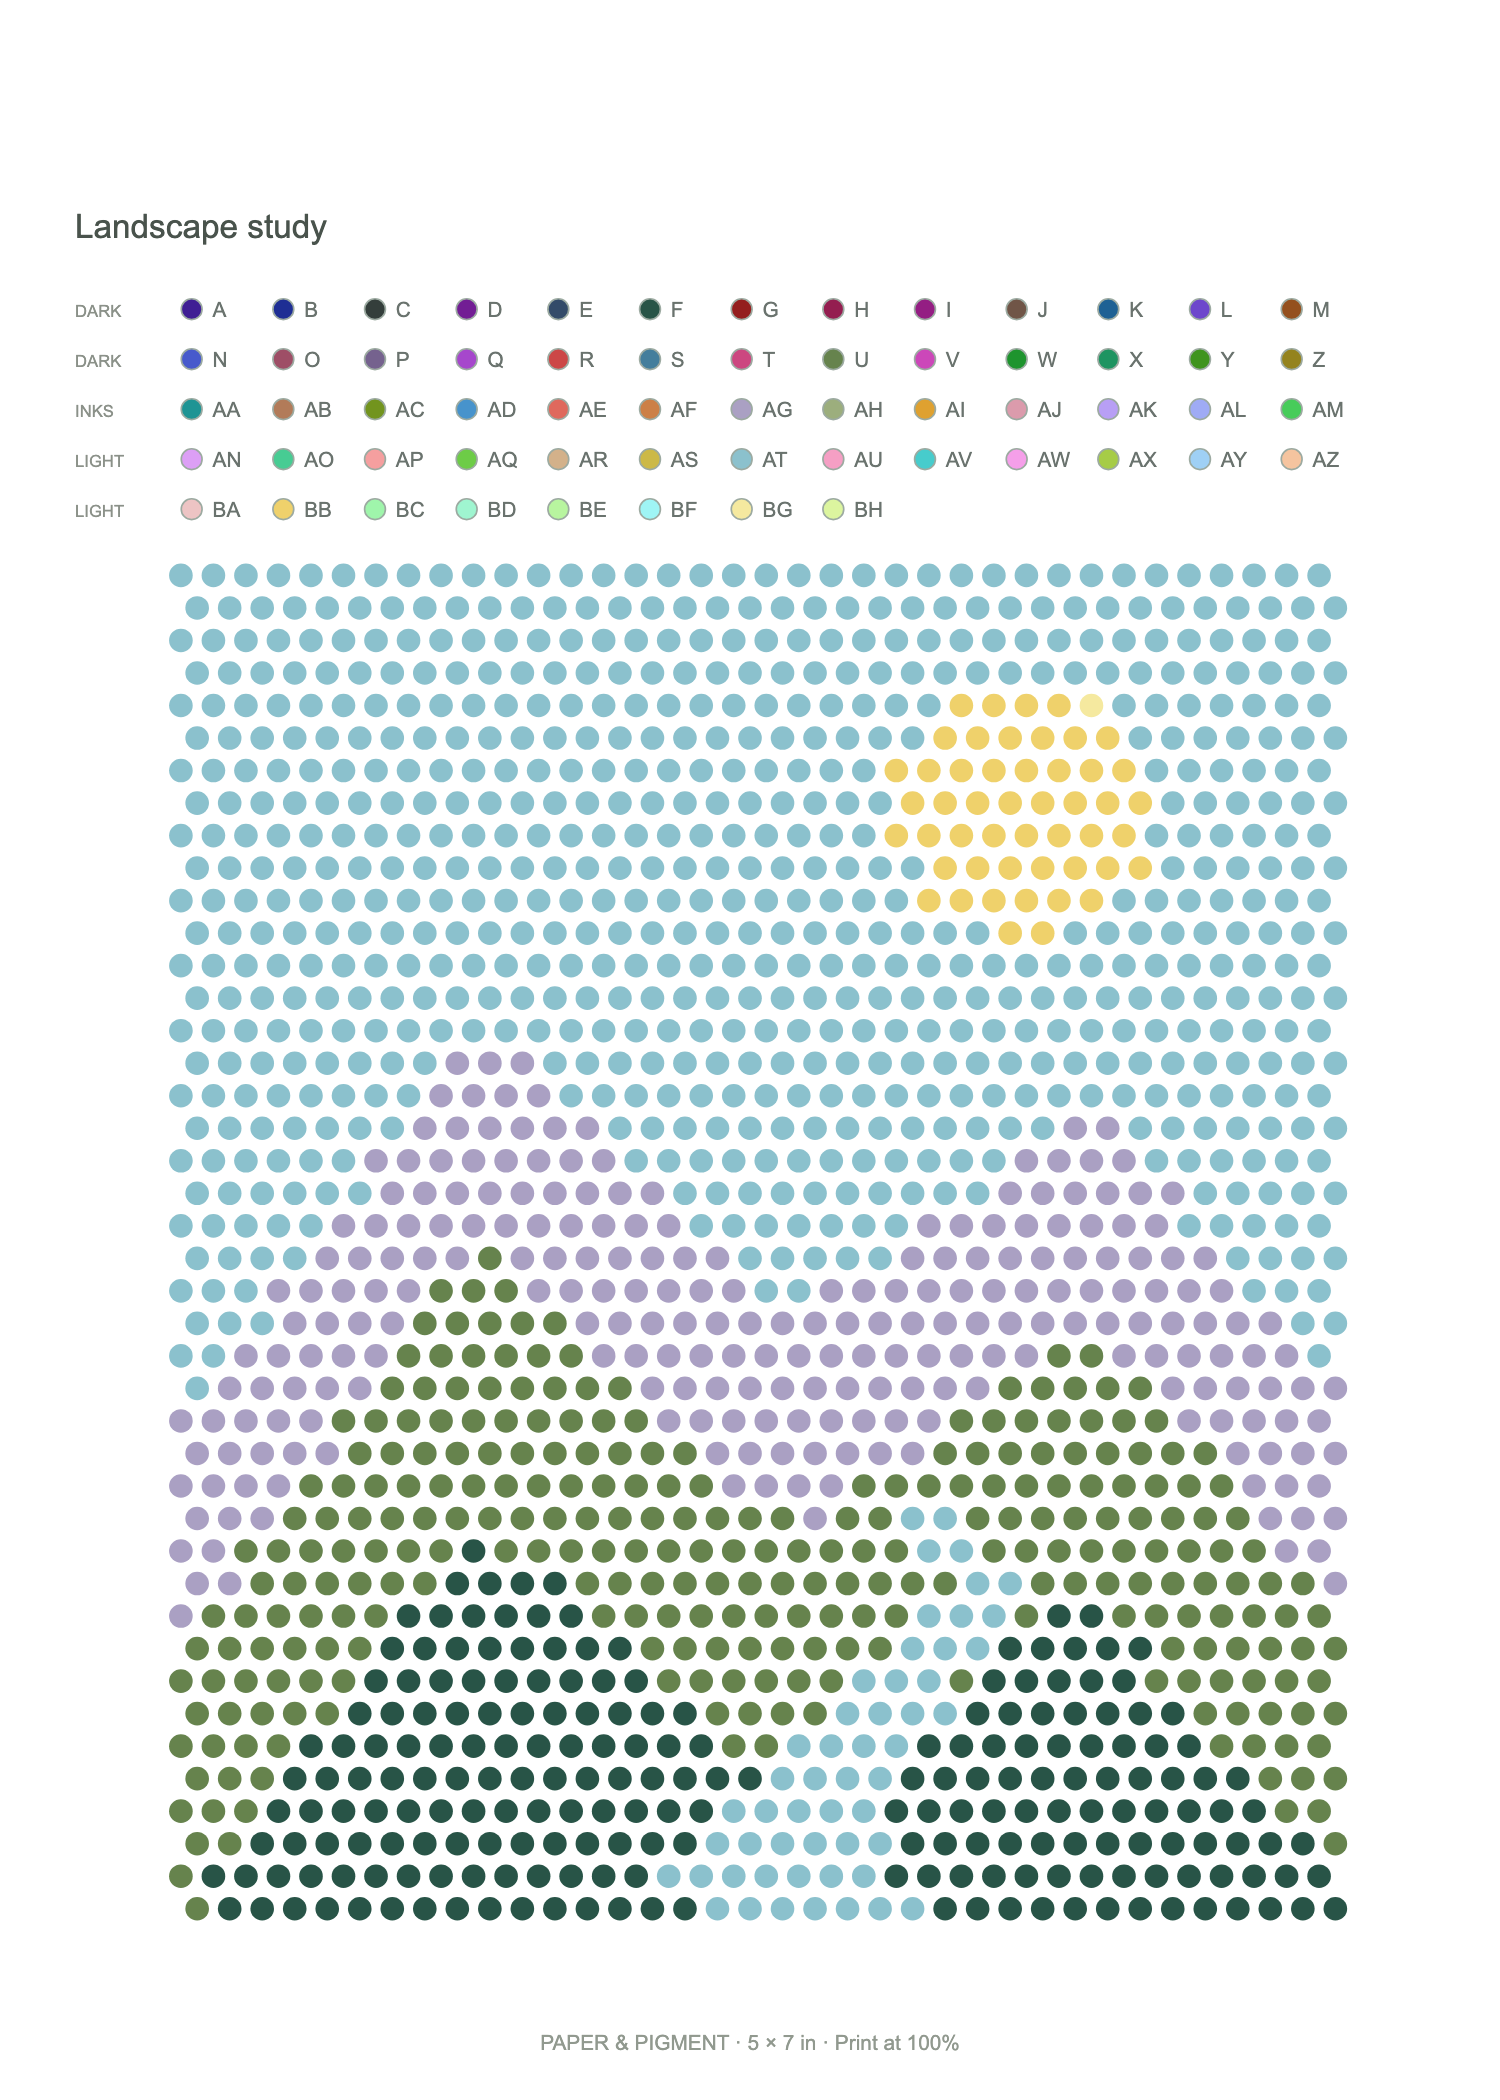 Landscape study
DARK A B C D E F G H I J K L M
DARK N O P Q R S T U V W X Y Z
INKS AA AB AC AD AE AF AG AH AI AJ AK AL AM
LIGHT AN AO AP AQ AR AS AT AU AV AW AX AY AZ
LIGHT BA BB BC BD BE BF BG BH
PAPER & PIGMENT · 5 × 7 in · Print at 100%